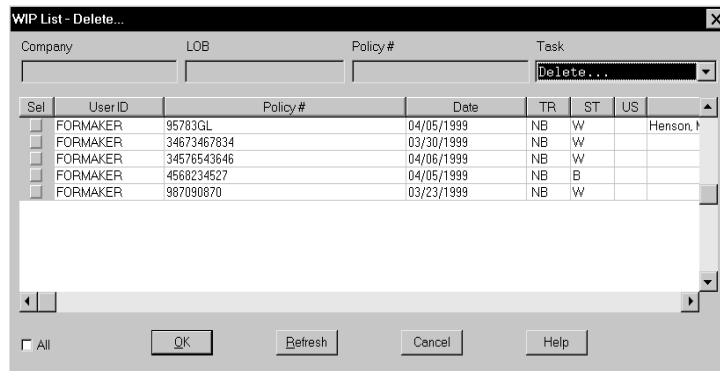 WIP List - Delete...
Company LOB Policy # Task
Delete...
Sel User ID Policy # Date TR ST US
FORMAKER 95783GL 04/05/1999 NB W Henson,
FORMAKER 34673467834 03/30/1999 NB W
FORMAKER 34576543646 04/06/1999 NB W
FORMAKER 4568234527 04/05/1999 NB B
FORMAKER 987090870 03/23/1999 NB W
All OK Refresh Cancel Help